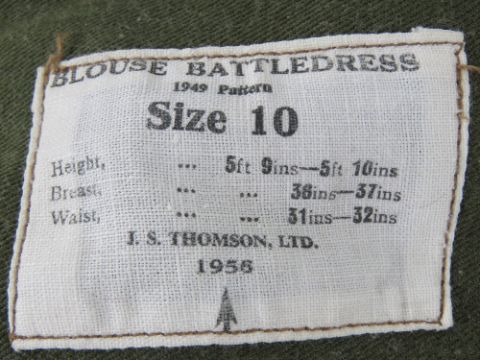 BLOUSE BATTLEDRESS
1949 Pattern
Size 10
Height, ... 5ft 9ins—5ft 10ins
Breast, ... ... 36ins—37ins
Waist, ... ... 31ins—32ins
J. S. THOMSON, LTD.
1956